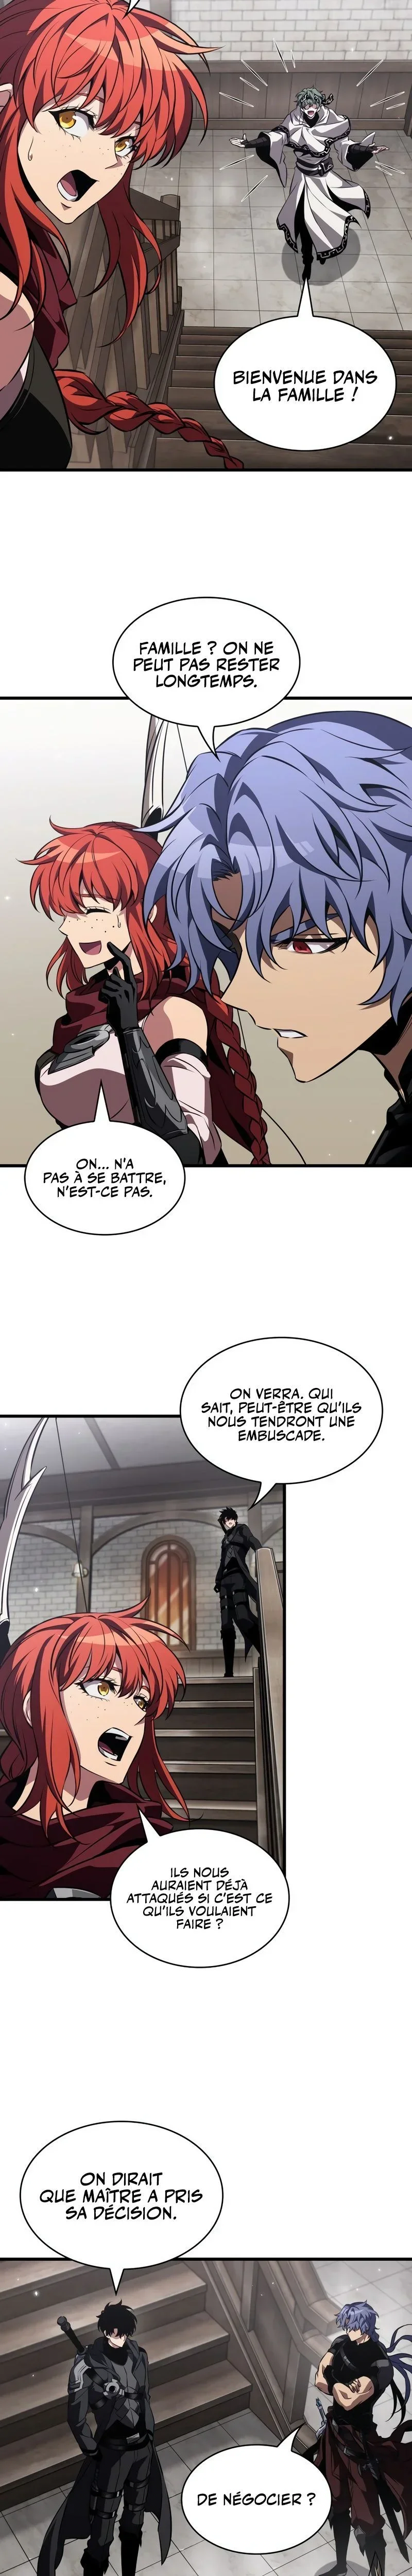 BIENVENUE DANS
LA FAMILLE !
FAMILLE ? ON NE
PEUT PAS RESTER
LONGTEMPS.
ON... N'A
PAS À SE BATTRE,
N'EST-CE PAS.
ON VERRA. QUI
SAIT, PEUT-ÊTRE QU'ILS
NOUS TENDRONT UNE
EMBUSCADE.
ILS NOUS
AURAIENT DÉJÀ
ATTAQUÉS SI C'EST CE
QU'ILS VOULAIENT
FAIRE ?
ON DIRAIT
QUE MAÎTRE A PRIS
SA DÉCISION.
DE NÉGOCIER ?